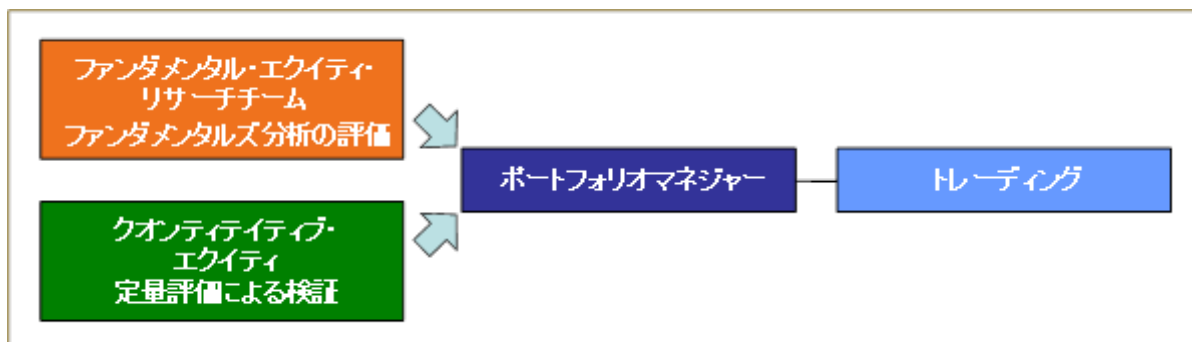 ファンダメンタル・エクイティ・
リサーチチーム
ファンダメンタルズ分析の評価
ポートフォリオマネジャー
トレーディング
クオンティテイティブ・
エクイティ
定量評価による検証